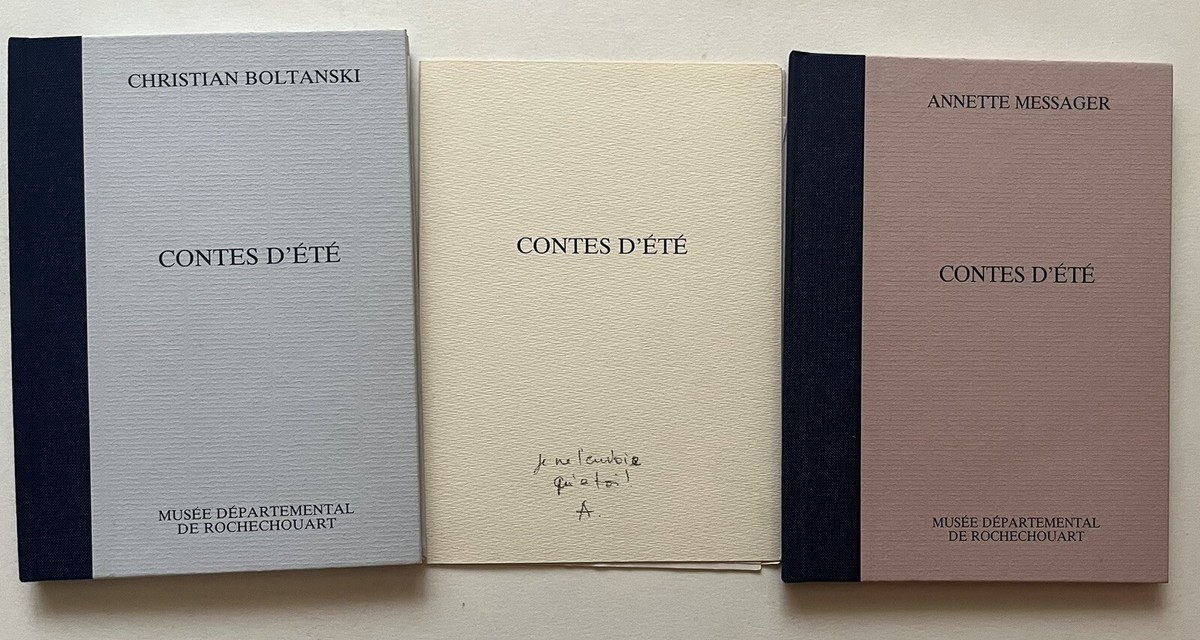 CHRISTIAN BOLTANSKI
CONTES D'ÉTÉ
MUSÉE DÉPARTEMENTAL
DE ROCHECHOUART
CONTES D'ÉTÉ
je ne l'envoie
qu'a toi !
A.
ANNETTE MESSAGER
CONTES D'ÉTÉ
MUSÉE DÉPARTEMENTAL
DE ROCHECHOUART